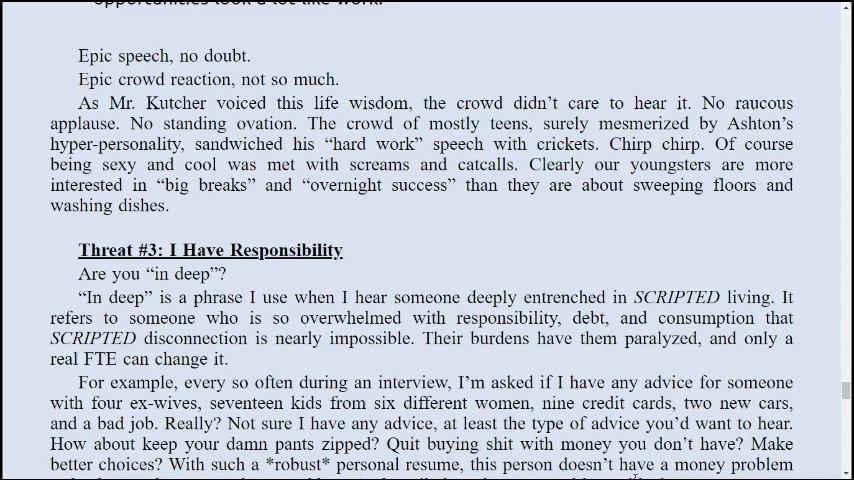 opportunities look a lot like work.
Epic speech, no doubt.
Epic crowd reaction, not so much.
As Mr. Kutcher voiced this life wisdom, the crowd didn’t care to hear it. No raucous
applause. No standing ovation. The crowd of mostly teens, surely mesmerized by Ashton’s
hyper-personality, sandwiched his “hard work” speech with crickets. Chirp chirp. Of course
being sexy and cool was met with screams and catcalls. Clearly our youngsters are more
interested in “big breaks” and “overnight success” than they are about sweeping floors and
washing dishes.
Threat #3: I Have Responsibility
Are you “in deep”?
“In deep” is a phrase I use when I hear someone deeply entrenched in SCRIPTED living. It
refers to someone who is so overwhelmed with responsibility, debt, and consumption that
SCRIPTED disconnection is nearly impossible. Their burdens have them paralyzed, and only a
real FTE can change it.
For example, every so often during an interview, I’m asked if I have any advice for someone
with four ex-wives, seventeen kids from six different women, nine credit cards, two new cars,
and a bad job. Really? Not sure I have any advice, at least the type of advice you’d want to hear.
How about keep your damn pants zipped? Quit buying shit with money you don’t have? Make
better choices? With such a *robust* personal resume, this person doesn’t have a money problem